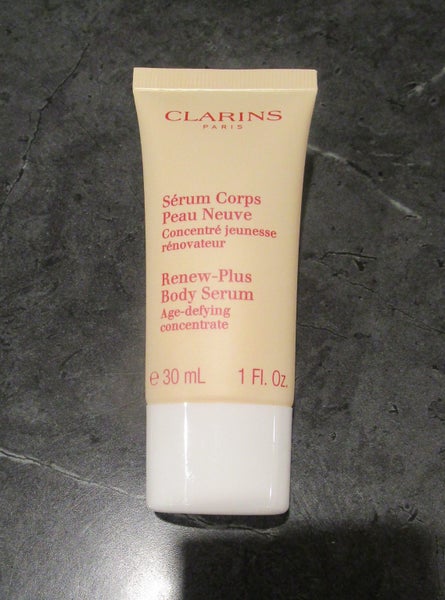 CLARINS
PARIS
Sérum Corps
Peau Neuve
Concentré jeunesse
rénovateur
Renew-Plus
Body Serum
Age-defying
concentrate
℮ 30 mL 1 Fl. Oz.